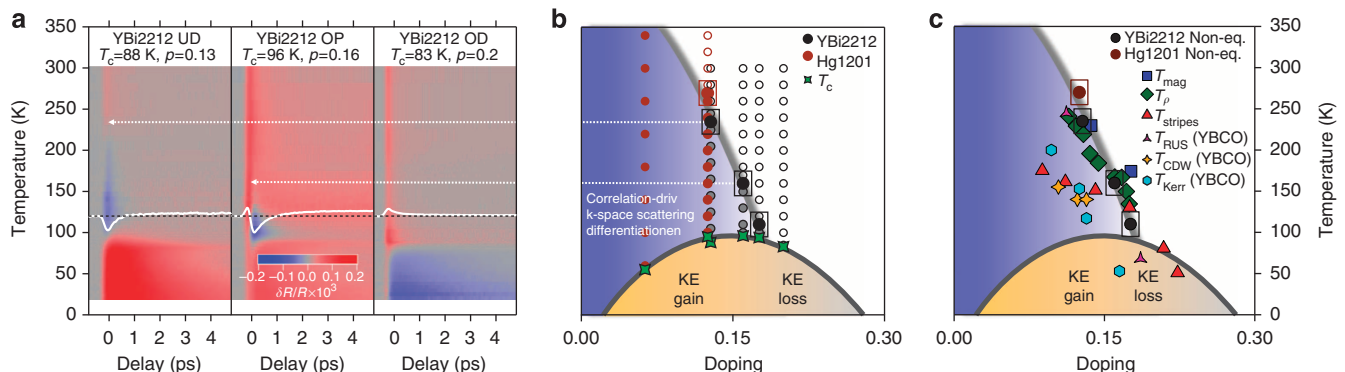 a
350
300
250
200
150
100
50
0
Temperature (K)
YBi2212 UD
Tc=88 K, p=0.13
YBi2212 OP
Tc=96 K, p=0.16
YBi2212 OD
Tc=83 K, p=0.2
−0.2 −0.1 0.0 0.1 0.2
δR/R×10³
0 1 2 3 4
0 1 2 3 4
0 1 2 3 4
Delay (ps)
Delay (ps)
Delay (ps)
b
YBi2212
Hg1201
Tc
Correlation-driv
k-space scattering
differentiationen
KE
gain
KE
loss
0.00
0.15
0.30
Doping
c
YBi2212 Non-eq.
Hg1201 Non-eq.
Tmag
Tρ
Tstripes
TRUS (YBCO)
TCDW (YBCO)
TKerr (YBCO)
KE
gain
KE
loss
0.00
0.15
0.30
Doping
350
300
250
200
150
100
50
0
Temperature (K)